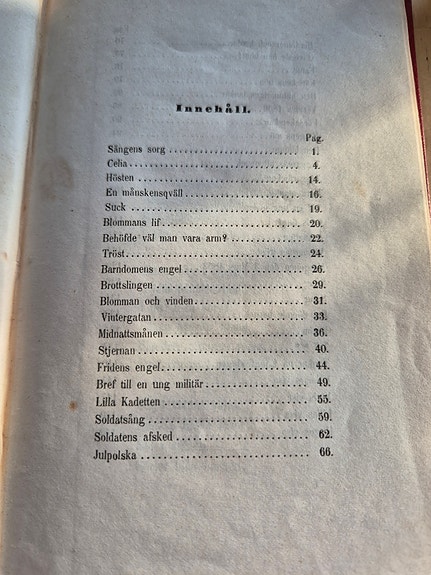 Innehåll.
Pag.
Sångens sorg 1.
Celia 4.
Hösten 14.
En månskensqväll 16.
Suck 19.
Blommans lif 20.
Behöfde väl man vara arm? 22.
Tröst 24.
Barndomens engel 26.
Brottslingen 29.
Blomman och vinden 31.
Vintergatan 33.
Midnattsmånen 36.
Stjernan 40.
Fridens engel 44.
Bref till en ung militär 49.
Lilla Kadetten 55.
Soldatsång 59.
Soldatens afsked 62.
Julpolska 66.